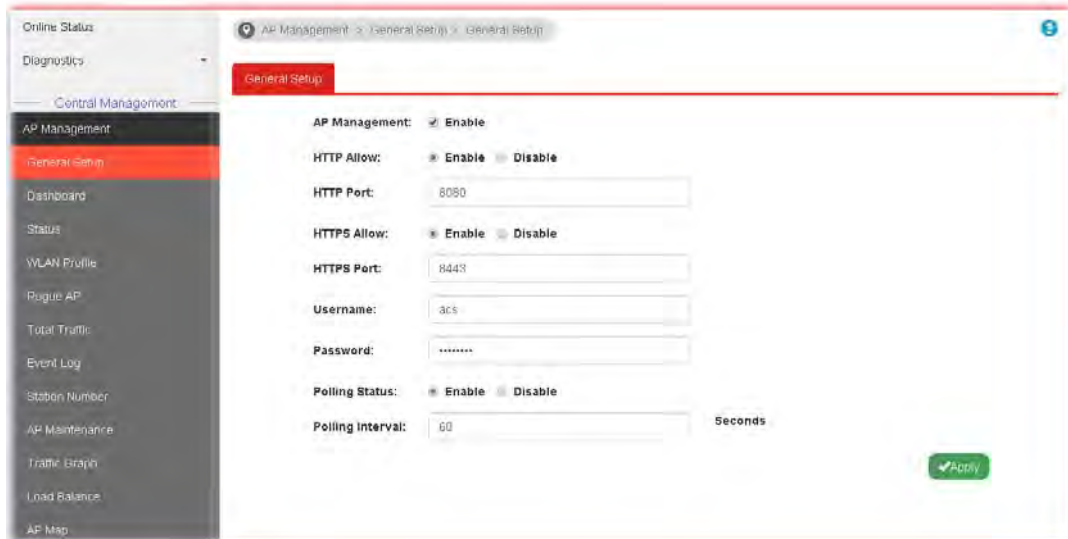 Online Status
AP Management > General Setup > General Setup
Diagnostics
General Setup
Central Management
AP Management
General Setup
Dashboard
Status
WLAN Profile
Rogue AP
Total Traffic
Event Log
Station Number
AP Maintenance
Traffic Graph
Load Balance
AP Map
AP Management: Enable
HTTP Allow: Enable Disable
HTTP Port: 8080
HTTPS Allow: Enable Disable
HTTPS Port: 8443
Username: acs
Password: ••••••••
Polling Status: Enable Disable
Polling Interval: 60 Seconds
Apply